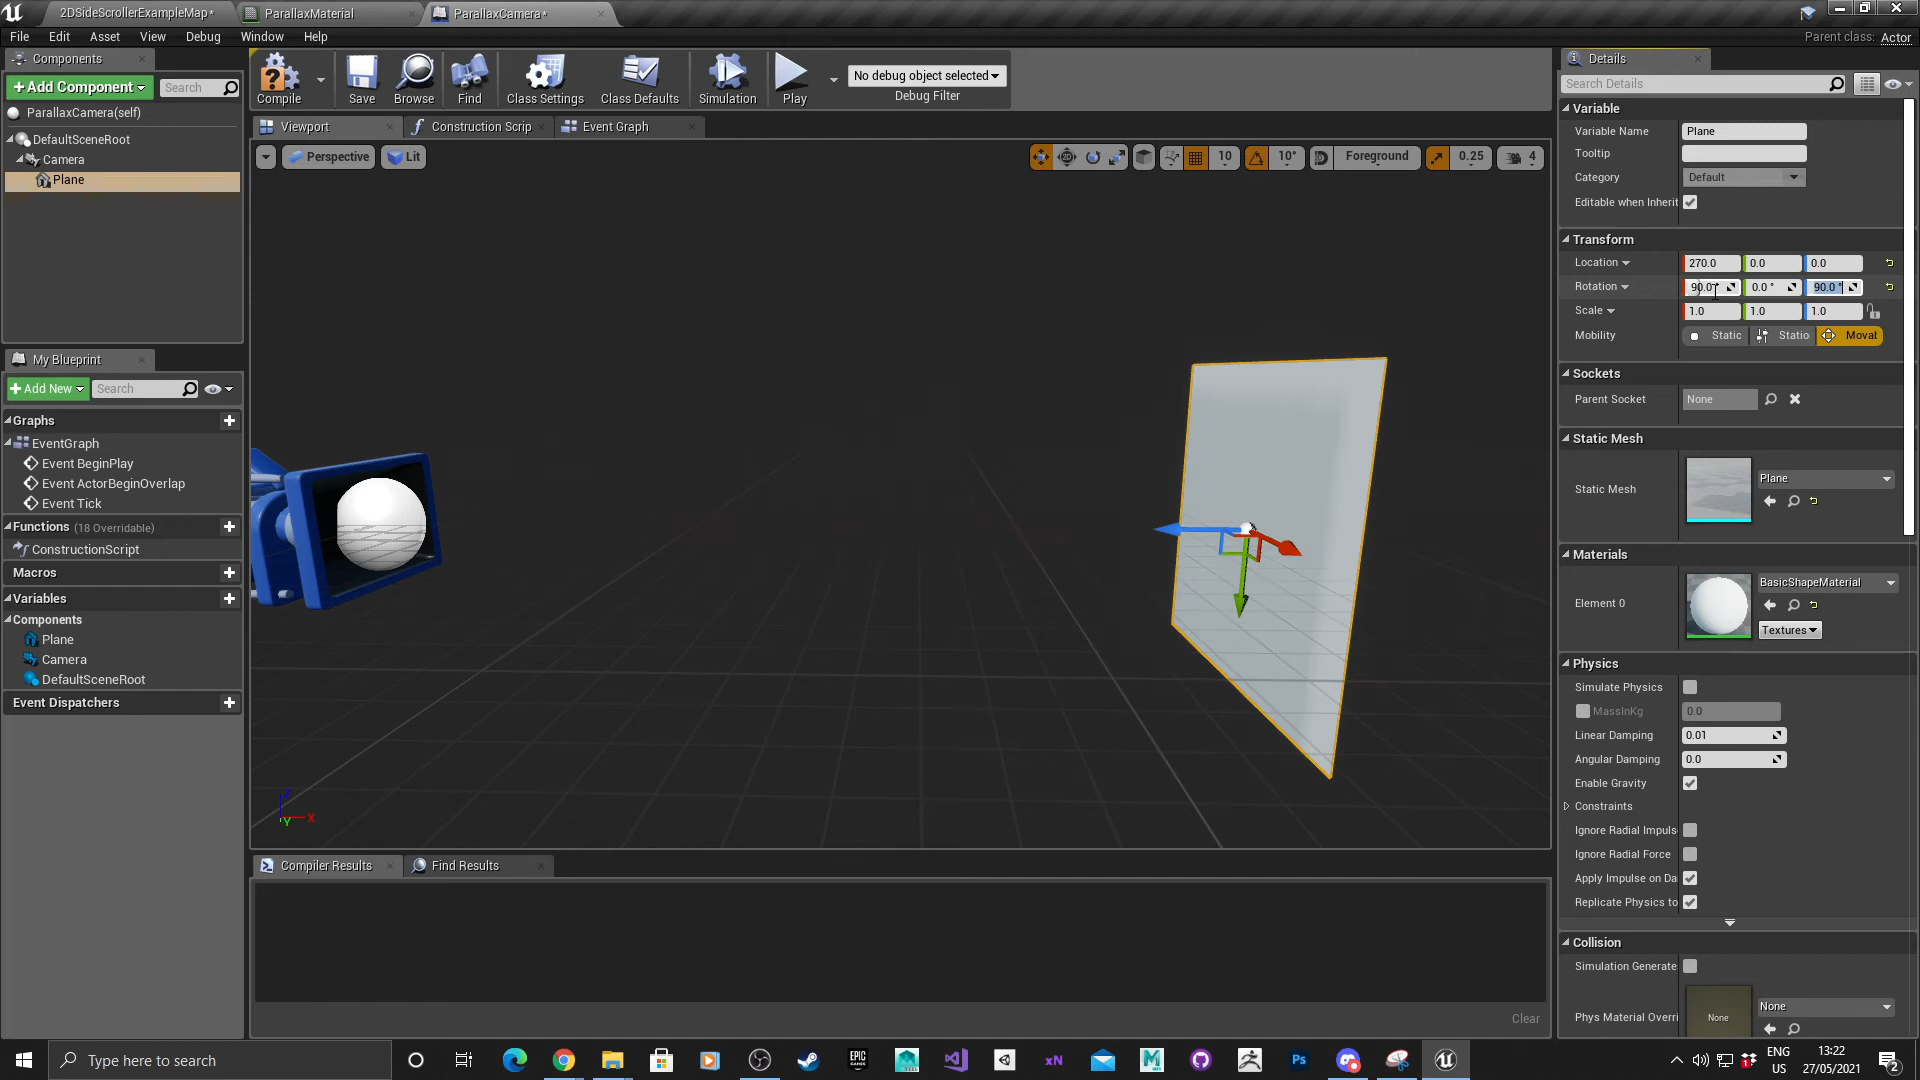 2DSideScrollerExampleMap*
ParallaxMaterial
ParallaxCamera*
File Edit Asset View Debug Window Help
Parent class: Actor
Components
+Add Component
Search
ParallaxCamera(self)
DefaultSceneRoot
Camera
Plane
My Blueprint
+Add New
Search
Graphs
EventGraph
Event BeginPlay
Event ActorBeginOverlap
Event Tick
Functions (18 Overridable)
ConstructionScript
Macros
Variables
Components
Plane
Camera
DefaultSceneRoot
Event Dispatchers
Compile
Save
Browse
Find
Class Settings
Class Defaults
Simulation
Play
No debug object selected
Debug Filter
Viewport
Construction Scrip
Event Graph
Perspective
Lit
10
10°
Foreground
0.25
4
Z
X
Y
Compiler Results
Find Results
Clear
Details
Search Details
Variable
Variable Name Plane
Tooltip
Category Default
Editable when Inherit
Transform
Location 270.0 0.0 0.0
Rotation 90.0° 0.0 ° 90.0 °
Scale 1.0 1.0 1.0
Mobility Static Statio Movat
Sockets
Parent Socket None
Static Mesh
Static Mesh Plane
Materials
Element 0 BasicShapeMaterial
Textures
Physics
Simulate Physics
MassInKg 0.0
Linear Damping 0.01
Angular Damping 0.0
Enable Gravity
Constraints
Ignore Radial Impuls
Ignore Radial Force
Apply Impulse on Da
Replicate Physics to
Collision
Simulation Generate
Phys Material Overri None None
Type here to search
EPIC GAMES
xN
M
Ps
1
ENG
US
13:22
27/05/2021
2